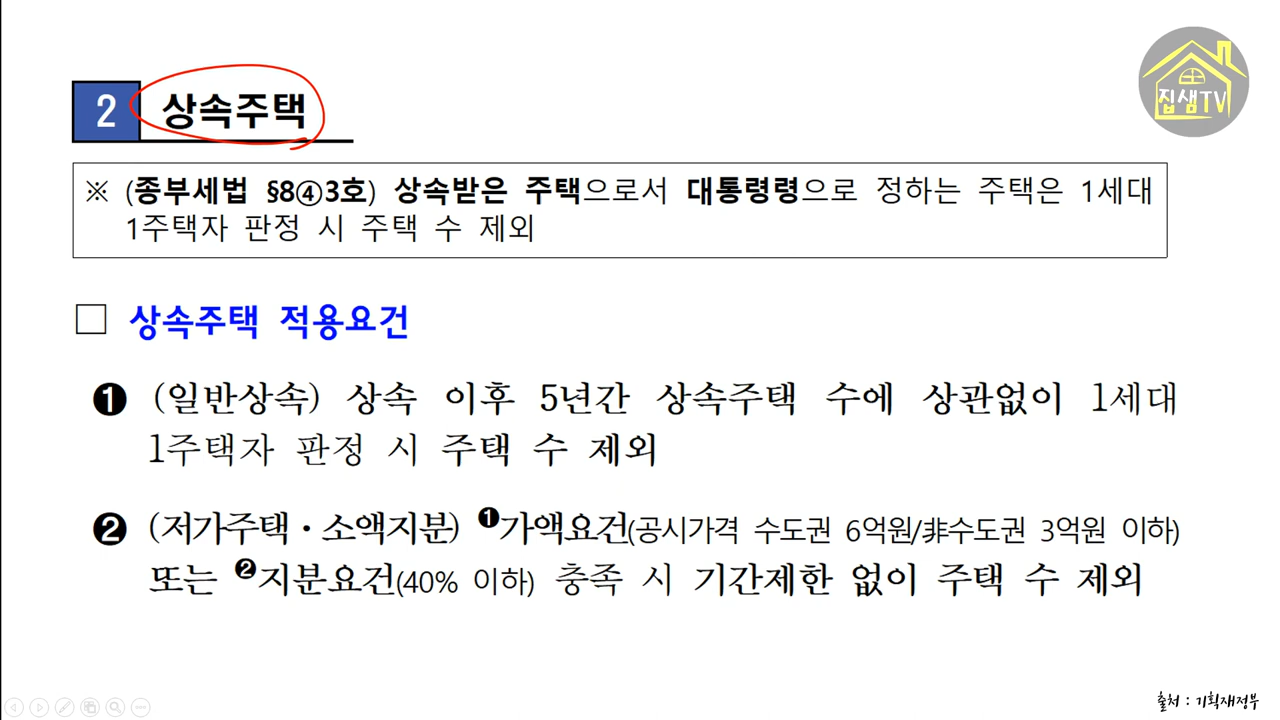 집샘TV
2 상속주택
※ (종부세법 §8④3호) 상속받은 주택으로서 대통령령으로 정하는 주택은 1세대
1주택자 판정 시 주택 수 제외
□ 상속주택 적용요건
❶ (일반상속) 상속 이후 5년간 상속주택 수에 상관없이 1세대
1주택자 판정 시 주택 수 제외
❷ (저가주택·소액지분) ❶가액요건(공시가격 수도권 6억원/非수도권 3억원 이하)
또는 ❷지분요건(40% 이하) 충족 시 기간제한 없이 주택 수 제외
출처 : 기획재정부